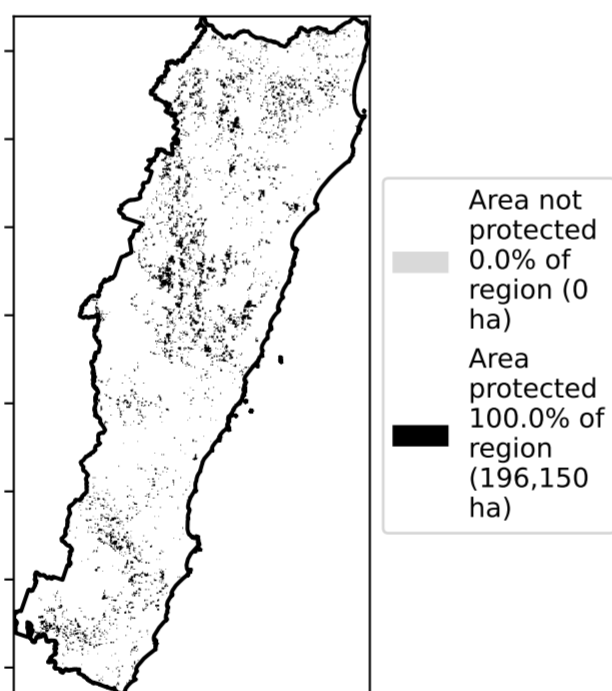 Area not
protected
0.0% of
region (0
ha)
Area
protected
100.0% of
region
(196,150
ha)